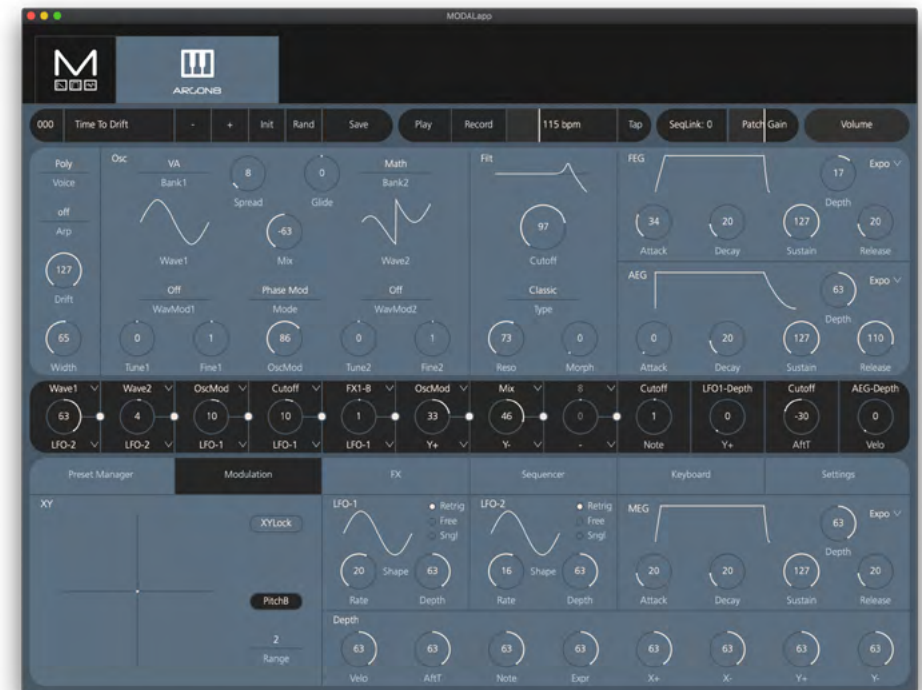 MODALapp
M
ARGON8
000 Time To Drift - + Init Rand Save Play Record 115 bpm Tap SeqLink: 0 Patch Gain Volume
Poly
Voice
off
Arp
127
Drift
65
Width
Osc
VA
Bank1
8
Spread
0
Glide
Math
Bank2
Wave1
-63
Mix
Wave2
Off
WavMod1
Phase Mod
Mode
Off
WavMod2
0
Tune1
1
Fine1
86
OscMod
0
Tune2
1
Fine2
Filt
97
Cutoff
Classic
Type
73
Reso
0
Morph
FEG
Expo
17
Depth
34
Attack
20
Decay
127
Sustain
20
Release
AEG
Expo
63
Depth
0
Attack
20
Decay
127
Sustain
110
Release
Wave1 Wave2 OscMod Cutoff FX1-B OscMod Mix 8 Cutoff LFO1-Depth Cutoff AEG-Depth
63 4 10 10 1 33 46 0 1 0 -30 0
LFO-2 LFO-2 LFO-1 LFO-1 LFO-1 Y+ Y- - Note Y+ AftT Velo
Preset Manager Modulation FX Sequencer Keyboard Settings
XY
XYLock
PitchB
2
Range
LFO-1
Retrig
Free
Sngl
20 Shape 63
Rate Depth
LFO-2
Retrig
Free
Sngl
16 Shape 63
Rate Depth
MEG
Expo
63
Depth
20
Attack
20
Decay
127
Sustain
20
Release
Depth
63 63 63 63 63 63 63 63
Velo AftT Note Expr X+ X- Y+ Y-